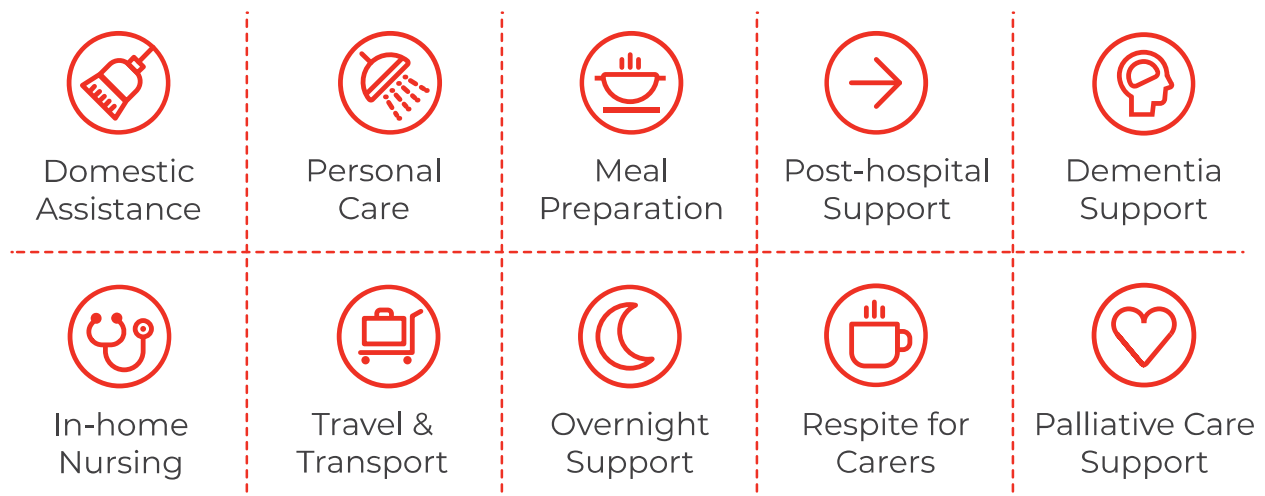 Domestic
Assistance
Personal
Care
Meal
Preparation
Post-hospital
Support
Dementia
Support
In-home
Nursing
Travel &
Transport
Overnight
Support
Respite for
Carers
Palliative Care
Support